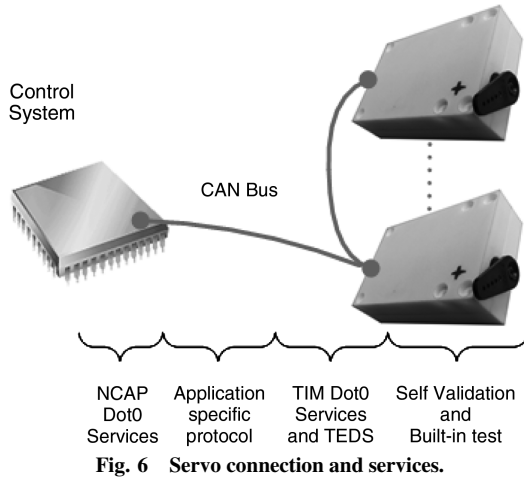 Control
System
CAN Bus
NCAP
Dot0
Services
Application
specific
protocol
TIM Dot0
Services
and TEDS
Self Validation
and
Built-in test
Fig. 6 Servo connection and services.